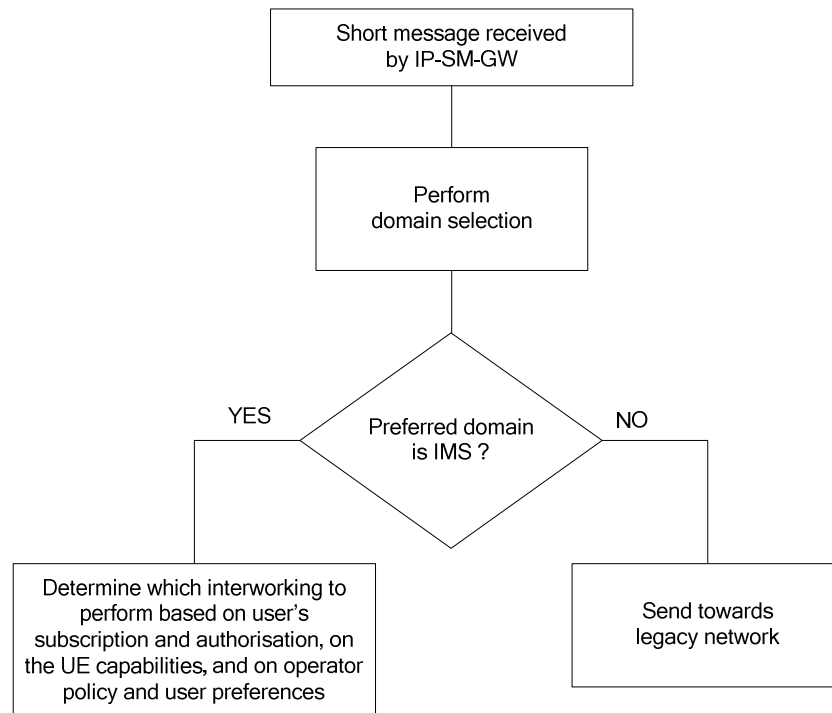 Short message received
by IP-SM-GW
Perform
domain selection
YES
Preferred domain
is IMS ?
NO
Determine which interworking to
perform based on user's
subscription and authorisation, on
the UE capabilities, and on operator
policy and user preferences
Send towards
legacy network